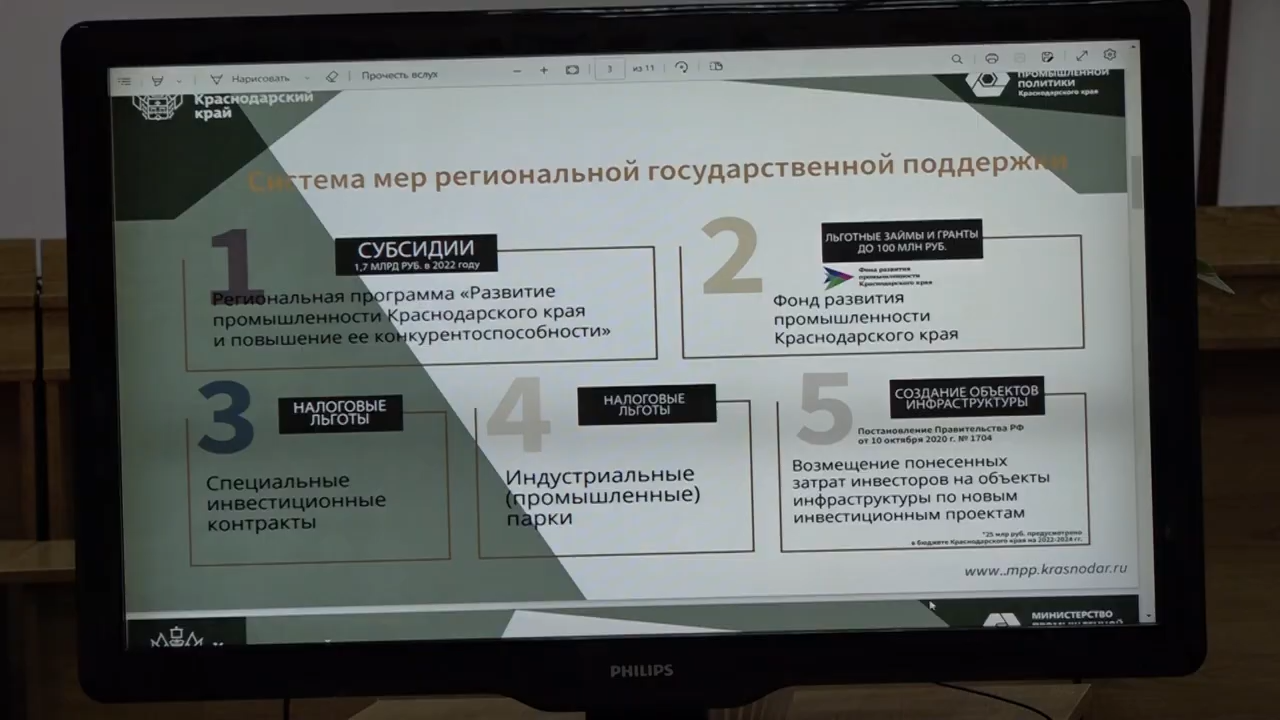 Нарисовать
Прочесть вслух
3
из 11
Краснодарский
край
ПРОМЫШЛЕННОЙ
ПОЛИТИКИ
Краснодарского края
Система мер региональной государственной поддержки
1
СУБСИДИИ
1,7 МЛРД РУБ. в 2022 году
Региональная программа «Развитие
промышленности Краснодарского края
и повышение ее конкурентоспособности»
2
ЛЬГОТНЫЕ ЗАЙМЫ И ГРАНТЫ
ДО 100 МЛН РУБ.
Фонд развития
промышленности
Краснодарского края
Фонд развития
промышленности
Краснодарского края
3
НАЛОГОВЫЕ
ЛЬГОТЫ
Специальные
инвестиционные
контракты
4
НАЛОГОВЫЕ
ЛЬГОТЫ
Индустриальные
(промышленные)
парки
5
СОЗДАНИЕ ОБЪЕКТОВ
ИНФРАСТРУКТУРЫ
Постановление Правительства РФ
от 10 октября 2020 г. № 1704
Возмещение понесенных
затрат инвесторов на объекты
инфраструктуры по новым
инвестиционным проектам
*25 млр руб. предусмотрено
в бюджете Краснодарского края на 2022-2024 гг.
www..mpp.krasnodar.ru
МИНИСТЕРСТВО
PHILIPS